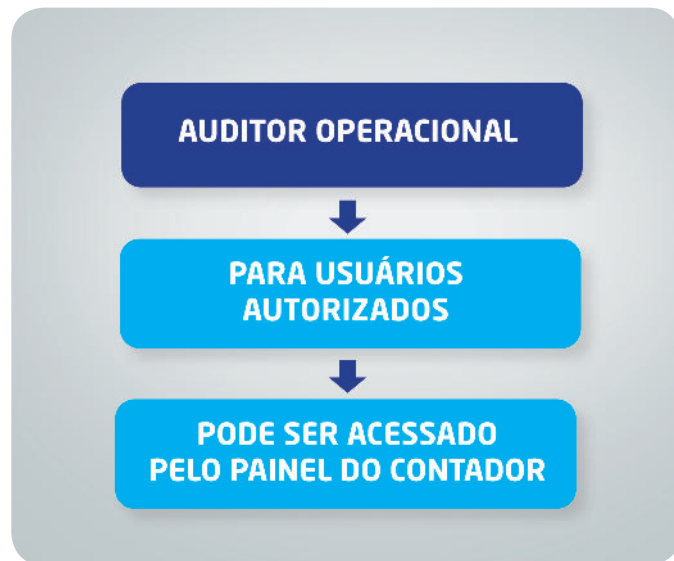 AUDITOR OPERACIONAL
PARA USUÁRIOS
AUTORIZADOS
PODE SER ACESSADO
PELO PAINEL DO CONTADOR